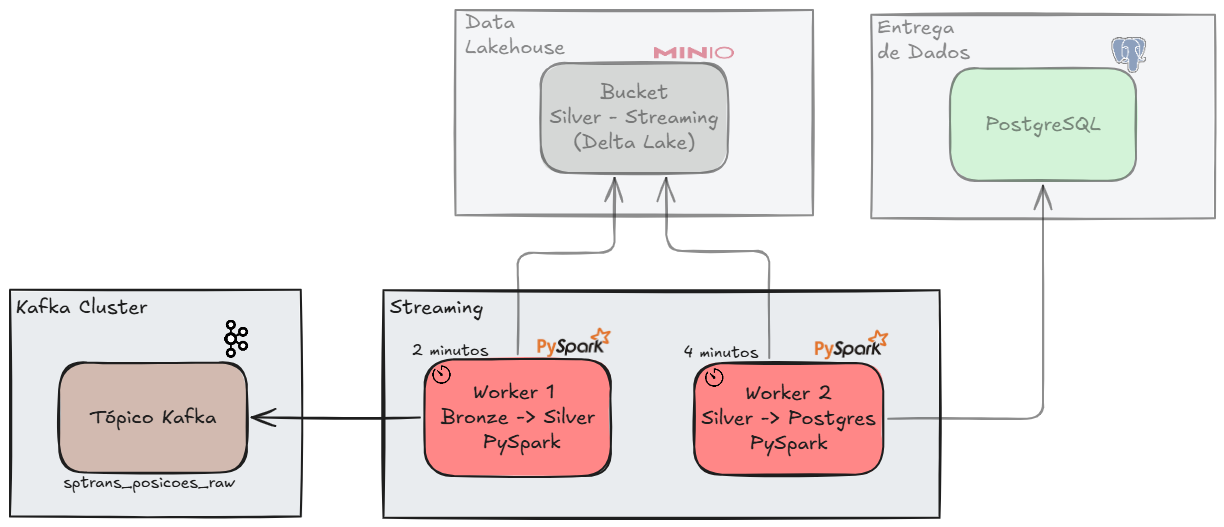 Data
Lakehouse
MINIO
Bucket
Silver - Streaming
(Delta Lake)
Entrega
de Dados
PostgreSQL
Kafka Cluster
Tópico Kafka
sptrans_posicoes_raw
Streaming
2 minutos
PySpark
Worker 1
Bronze -> Silver
PySpark
4 minutos
PySpark
Worker 2
Silver -> Postgres
PySpark